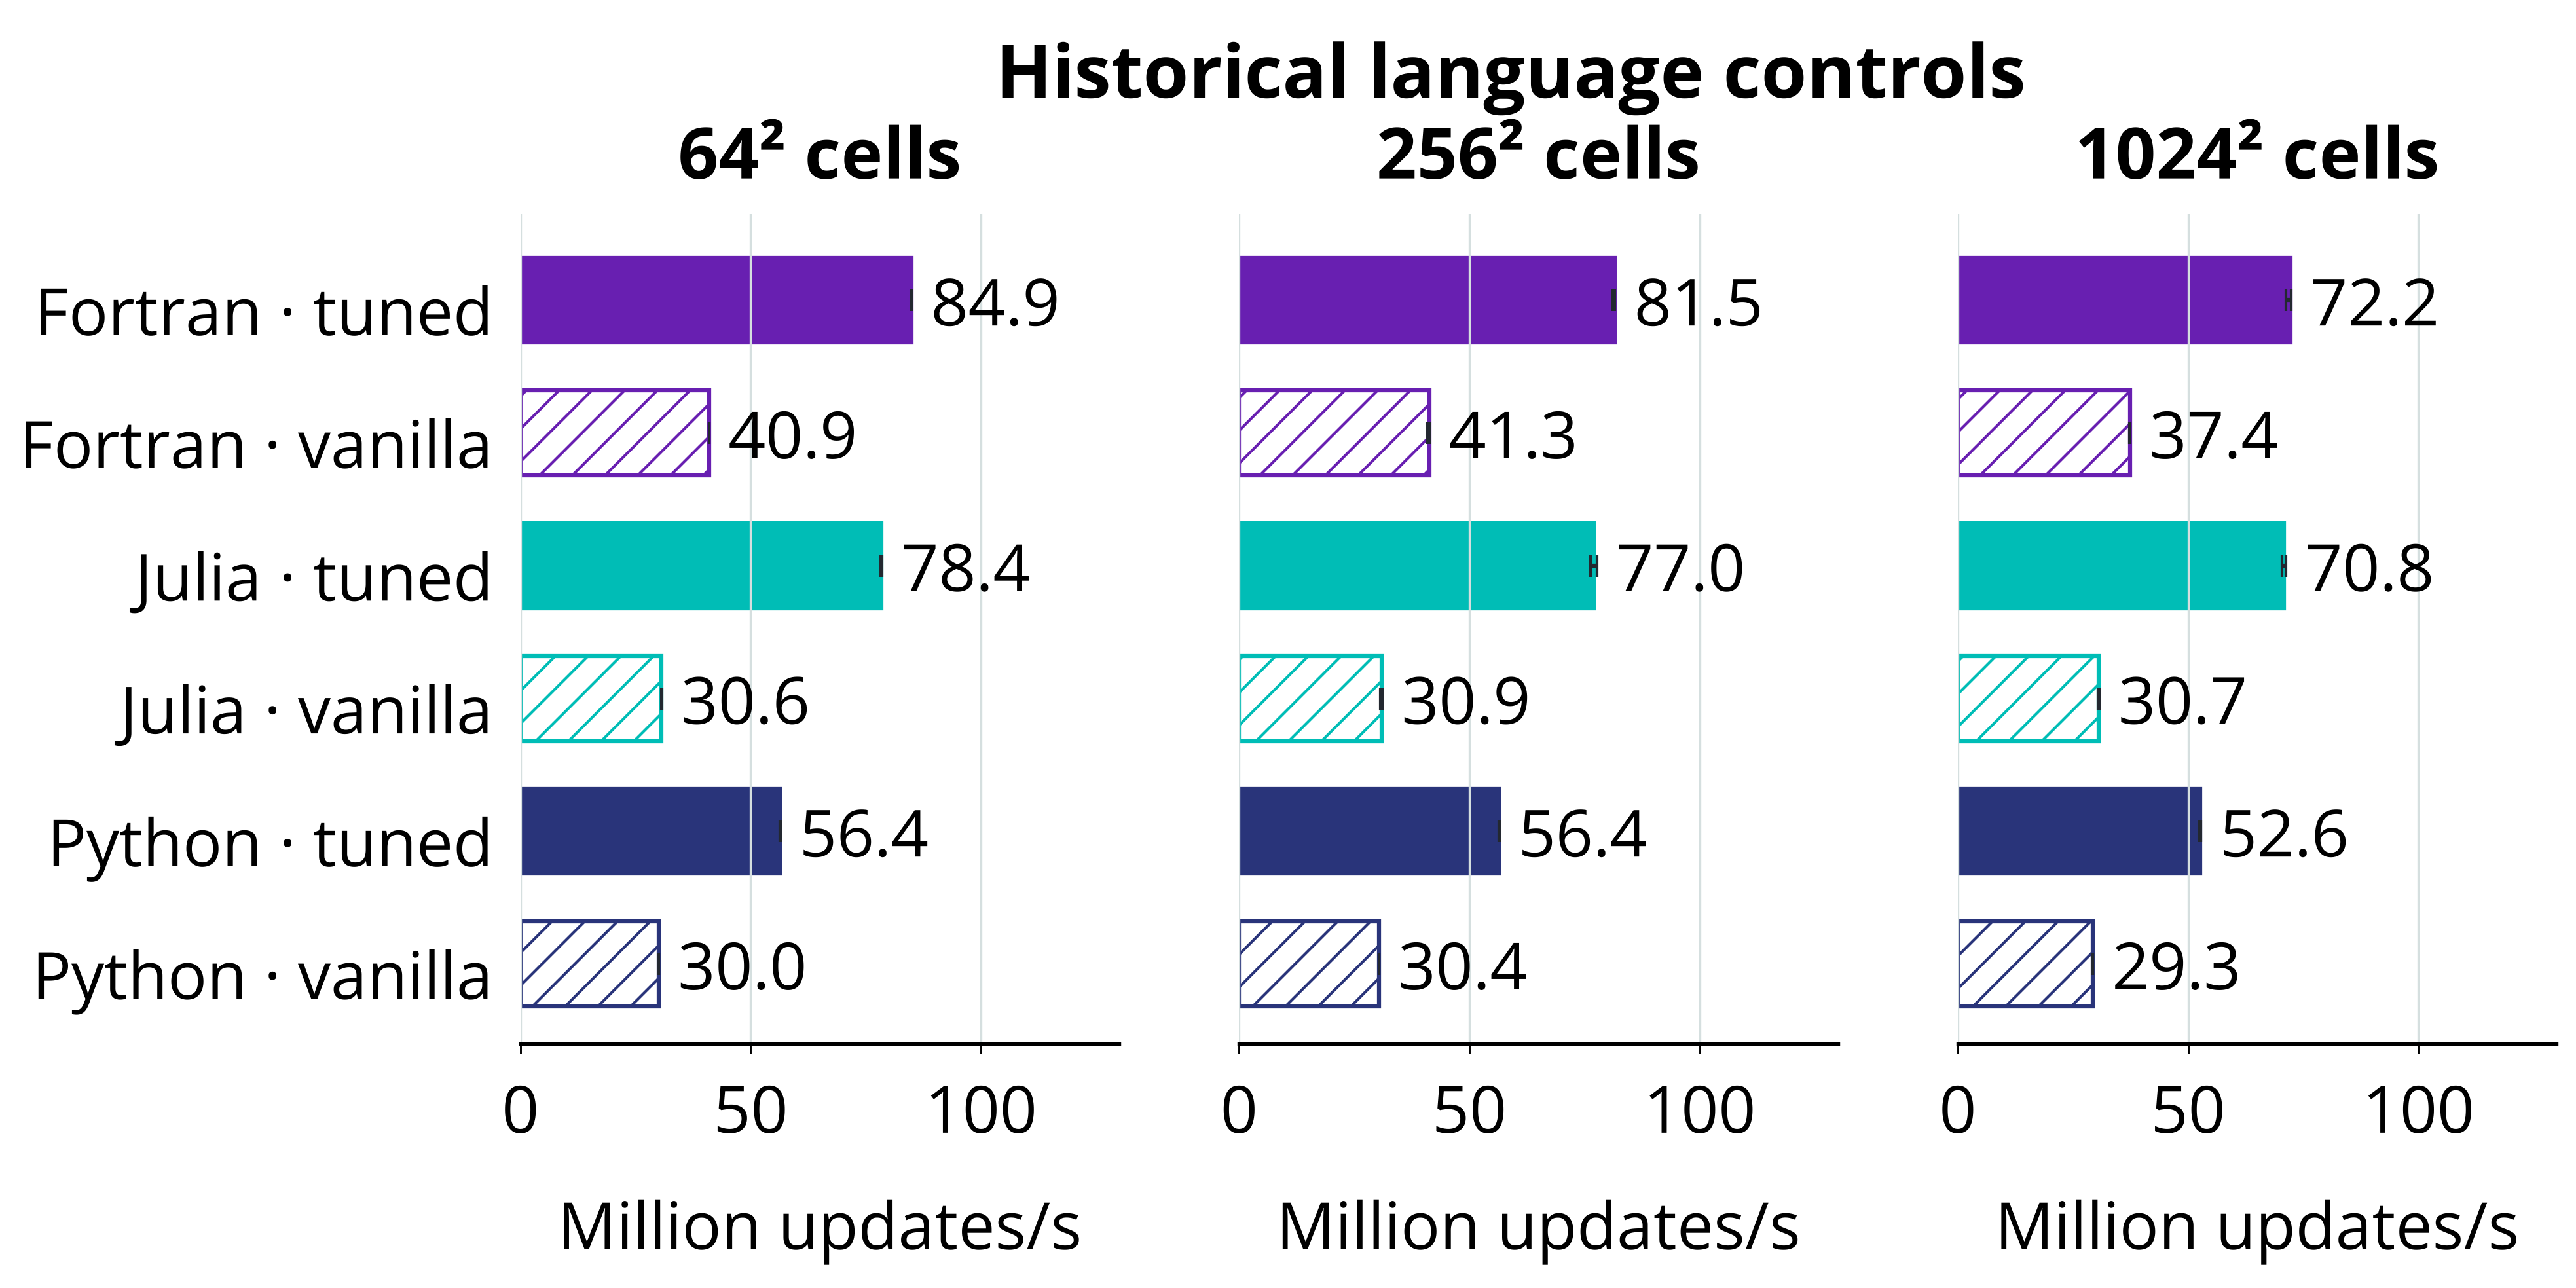 Historical language controls
64² cells 256² cells 1024² cells
Fortran · tuned 84.9 81.5 72.2
Fortran · vanilla 40.9 41.3 37.4
Julia · tuned 78.4 77.0 70.8
Julia · vanilla 30.6 30.9 30.7
Python · tuned 56.4 56.4 52.6
Python · vanilla 30.0 30.4 29.3
0 50 100 0 50 100 0 50 100
Million updates/s Million updates/s Million updates/s